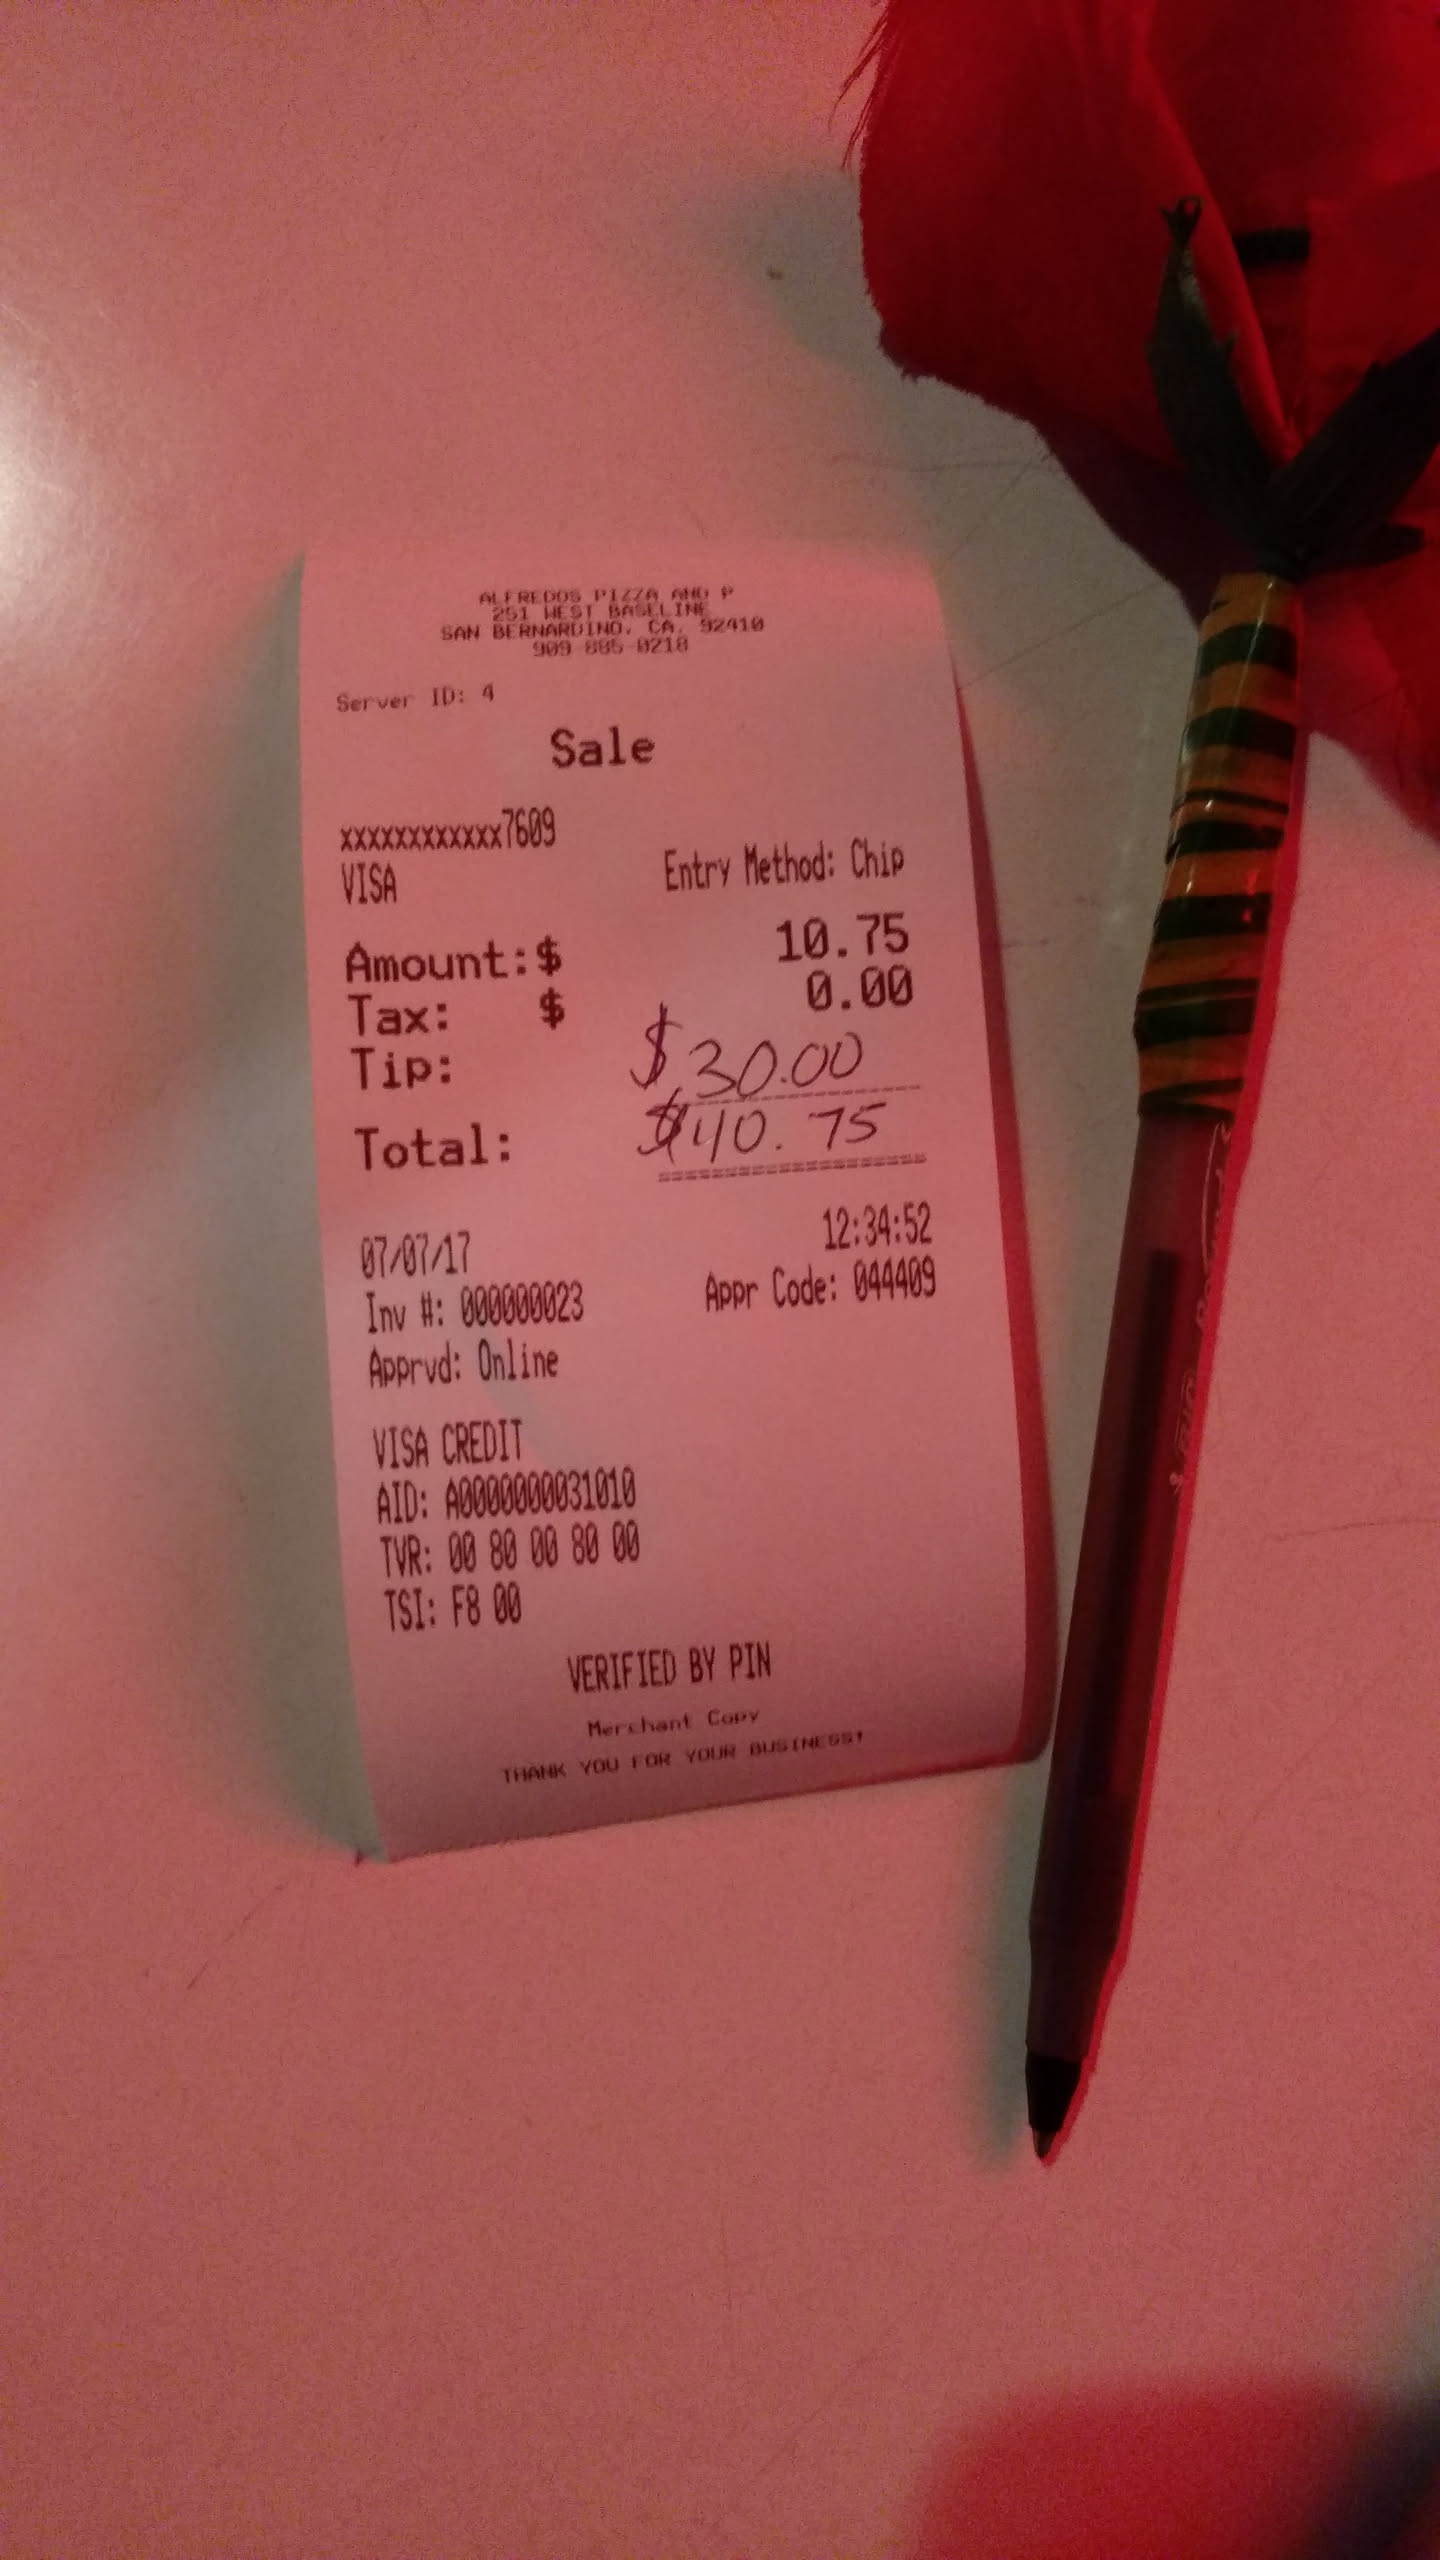 ALFREDOS PIZZA AND P
251 WEST BASELINE
SAN BERNARDINO, CA, 92410
909-885-0218
Server ID: 4
Sale
xxxxxxxxxxxx7609
VISA Entry Method: Chip
Amount:$ 10.75
Tax: $ 0.00
Tip: $30.00
Total: $40.75
07/07/17 12:34:52
Inv #: 000000023 Appr Code: 044409
Apprvd: Online
VISA CREDIT
AID: A0000000031010
TVR: 00 80 00 80 00
TSI: F8 00
VERIFIED BY PIN
Merchant Copy
THANK YOU FOR YOUR BUSINESS!